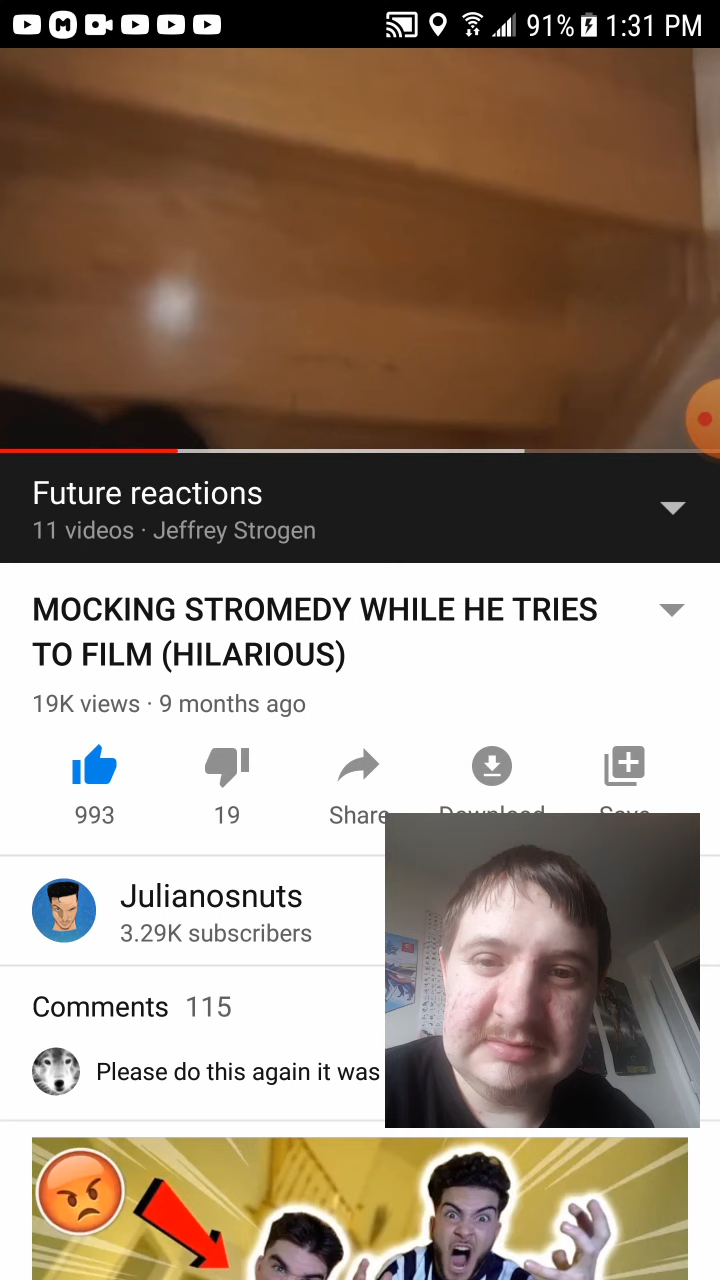 91% 1:31 PM
Future reactions
11 videos · Jeffrey Strogen
MOCKING STROMEDY WHILE HE TRIES
TO FILM (HILARIOUS)
19K views · 9 months ago
993 19 Share Download Save
Julianosnuts
3.29K subscribers
Comments 115
Please do this again it was